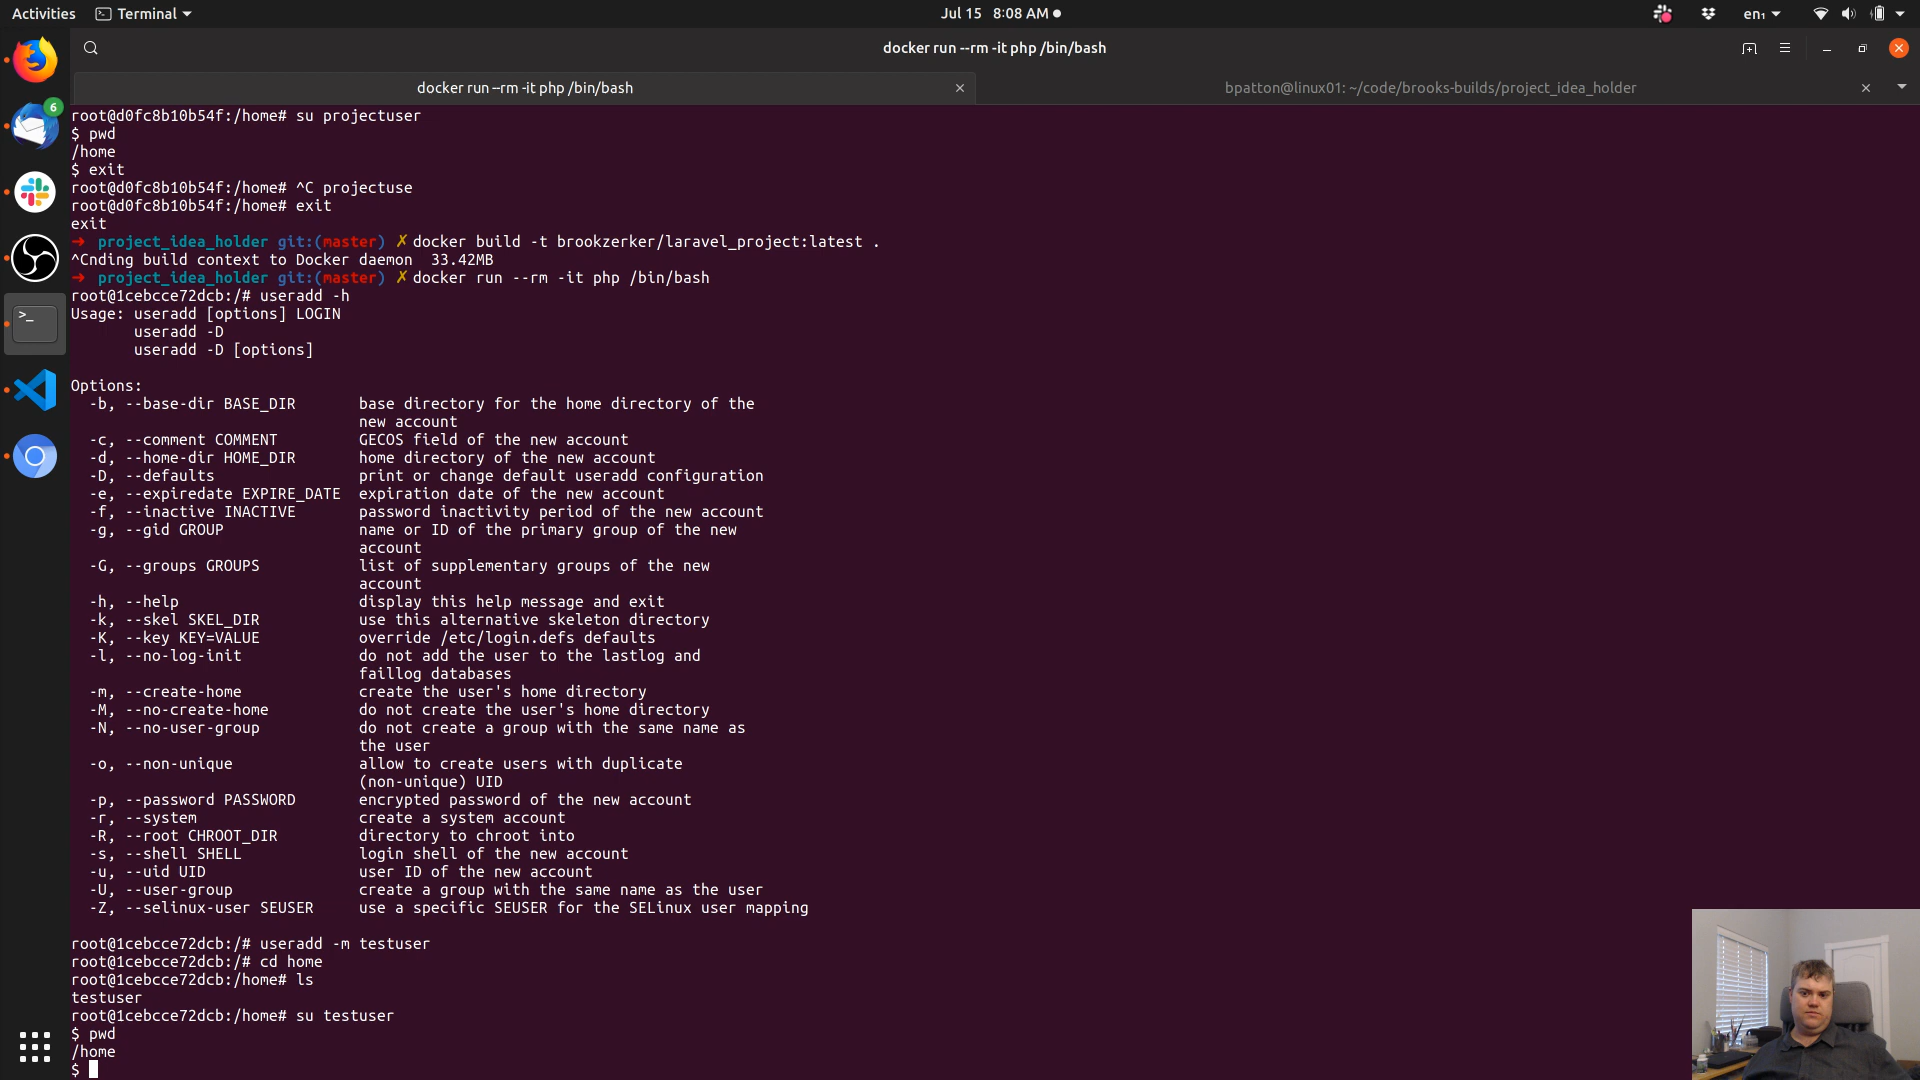 Activities
Terminal
Jul 15 8:08 AM
en₁
docker run --rm -it php /bin/bash
docker run --rm -it php /bin/bash
bpatton@linux01: ~/code/brooks-builds/project_idea_holder
6
root@d0fc8b10b54f:/home# su projectuser
$ pwd
/home
$ exit
root@d0fc8b10b54f:/home# ^C projectuse
root@d0fc8b10b54f:/home# exit
exit
➜ project_idea_holder git:(master) ✗ docker build -t brookzerker/laravel_project:latest .
^Cnding build context to Docker daemon 33.42MB
➜ project_idea_holder git:(master) ✗ docker run --rm -it php /bin/bash
root@1cebcce72dcb:/# useradd -h
Usage: useradd [options] LOGIN
useradd -D
useradd -D [options]
Options:
-b, --base-dir BASE_DIR base directory for the home directory of the
new account
-c, --comment COMMENT GECOS field of the new account
-d, --home-dir HOME_DIR home directory of the new account
-D, --defaults print or change default useradd configuration
-e, --expiredate EXPIRE_DATE expiration date of the new account
-f, --inactive INACTIVE password inactivity period of the new account
-g, --gid GROUP name or ID of the primary group of the new
account
-G, --groups GROUPS list of supplementary groups of the new
account
-h, --help display this help message and exit
-k, --skel SKEL_DIR use this alternative skeleton directory
-K, --key KEY=VALUE override /etc/login.defs defaults
-l, --no-log-init do not add the user to the lastlog and
faillog databases
-m, --create-home create the user's home directory
-M, --no-create-home do not create the user's home directory
-N, --no-user-group do not create a group with the same name as
the user
-o, --non-unique allow to create users with duplicate
(non-unique) UID
-p, --password PASSWORD encrypted password of the new account
-r, --system create a system account
-R, --root CHROOT_DIR directory to chroot into
-s, --shell SHELL login shell of the new account
-u, --uid UID user ID of the new account
-U, --user-group create a group with the same name as the user
-Z, --selinux-user SEUSER use a specific SEUSER for the SELinux user mapping
root@1cebcce72dcb:/# useradd -m testuser
root@1cebcce72dcb:/# cd home
root@1cebcce72dcb:/home# ls
testuser
root@1cebcce72dcb:/home# su testuser
$ pwd
/home
$